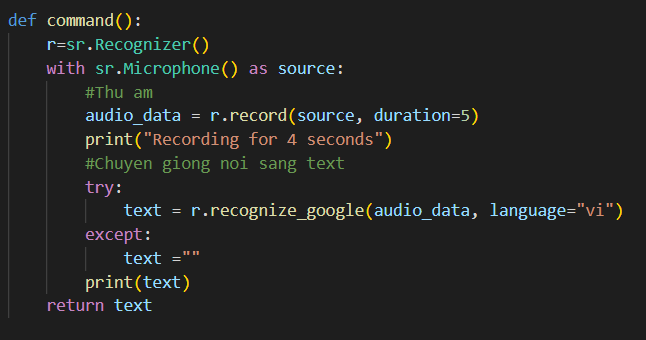 def command():
    r=sr.Recognizer()
    with sr.Microphone() as source:
        #Thu am
        audio_data = r.record(source, duration=5)
        print("Recording for 4 seconds")
        #Chuyen giong noi sang text
        try:
            text = r.recognize_google(audio_data, language="vi")
        except:
            text =""
        print(text)
    return text